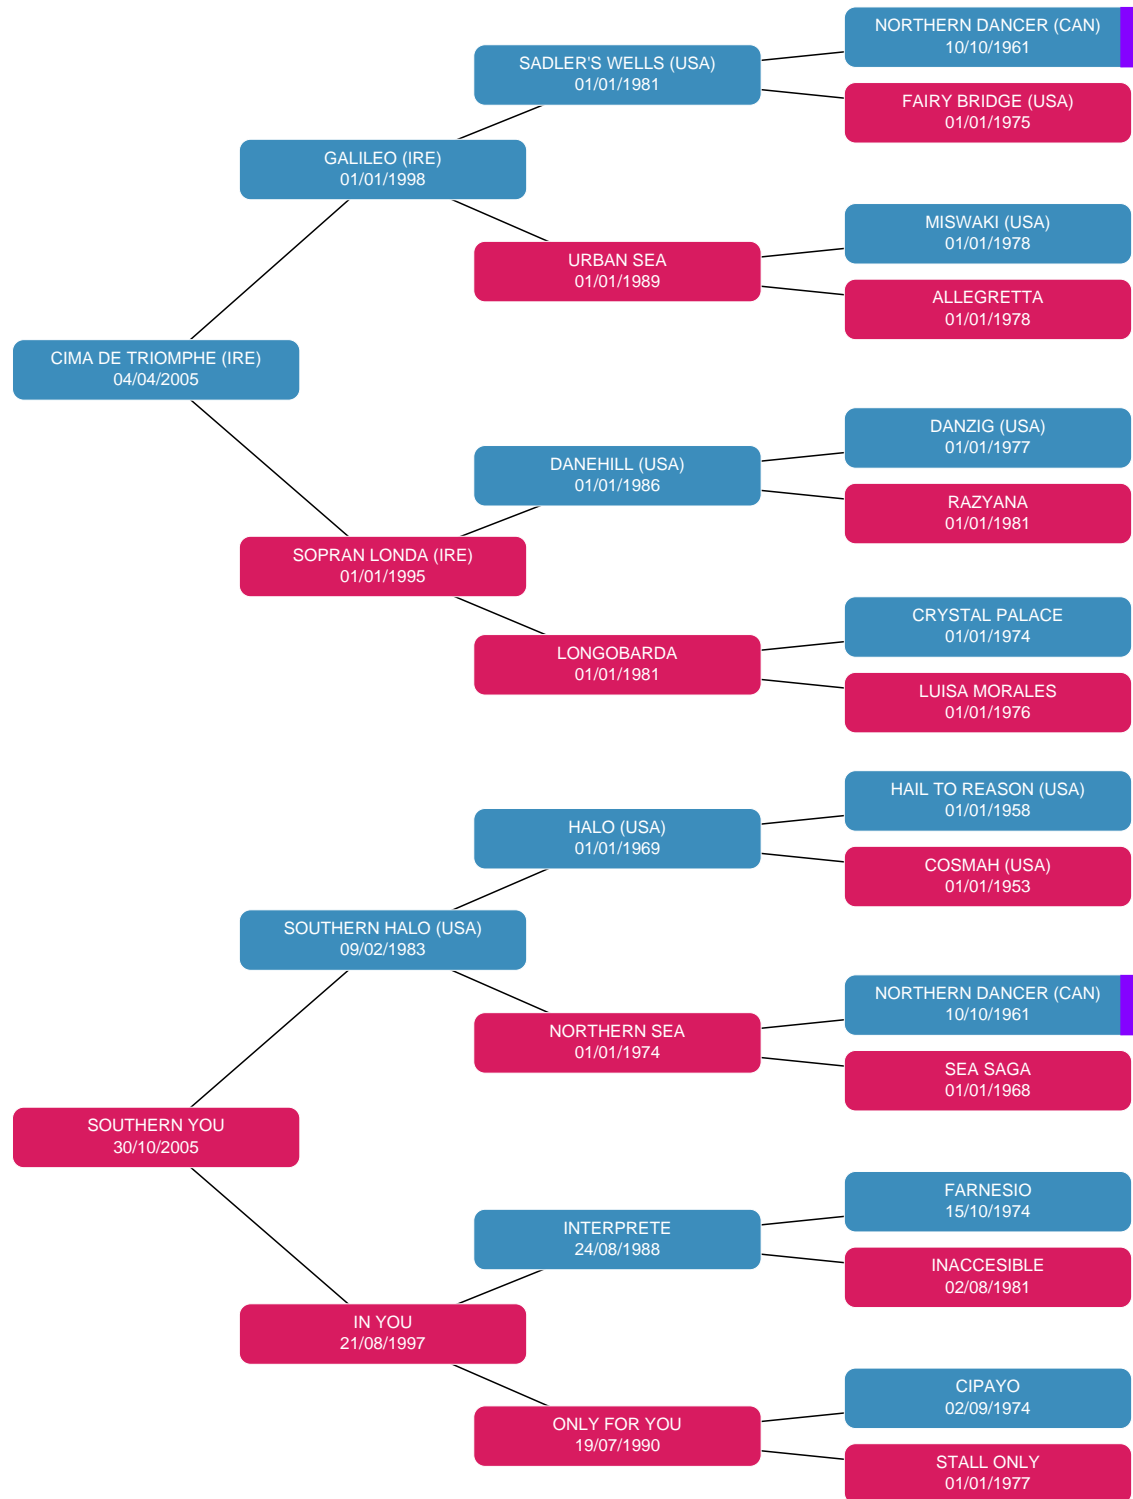 NORTHERN DANCER (CAN)
10/10/1961
SADLER'S WELLS (USA)
01/01/1981
FAIRY BRIDGE (USA)
01/01/1975
GALILEO (IRE)
01/01/1998
MISWAKI (USA)
01/01/1978
URBAN SEA
01/01/1989
ALLEGRETTA
01/01/1978
CIMA DE TRIOMPHE (IRE)
04/04/2005
DANZIG (USA)
01/01/1977
DANEHILL (USA)
01/01/1986
RAZYANA
01/01/1981
SOPRAN LONDA (IRE)
01/01/1995
CRYSTAL PALACE
01/01/1974
LONGOBARDA
01/01/1981
LUISA MORALES
01/01/1976
HAIL TO REASON (USA)
01/01/1958
HALO (USA)
01/01/1969
COSMAH (USA)
01/01/1953
SOUTHERN HALO (USA)
09/02/1983
NORTHERN DANCER (CAN)
10/10/1961
NORTHERN SEA
01/01/1974
SEA SAGA
01/01/1968
SOUTHERN YOU
30/10/2005
FARNESIO
15/10/1974
INTERPRETE
24/08/1988
INACCESIBLE
02/08/1981
IN YOU
21/08/1997
CIPAYO
02/09/1974
ONLY FOR YOU
19/07/1990
STALL ONLY
01/01/1977